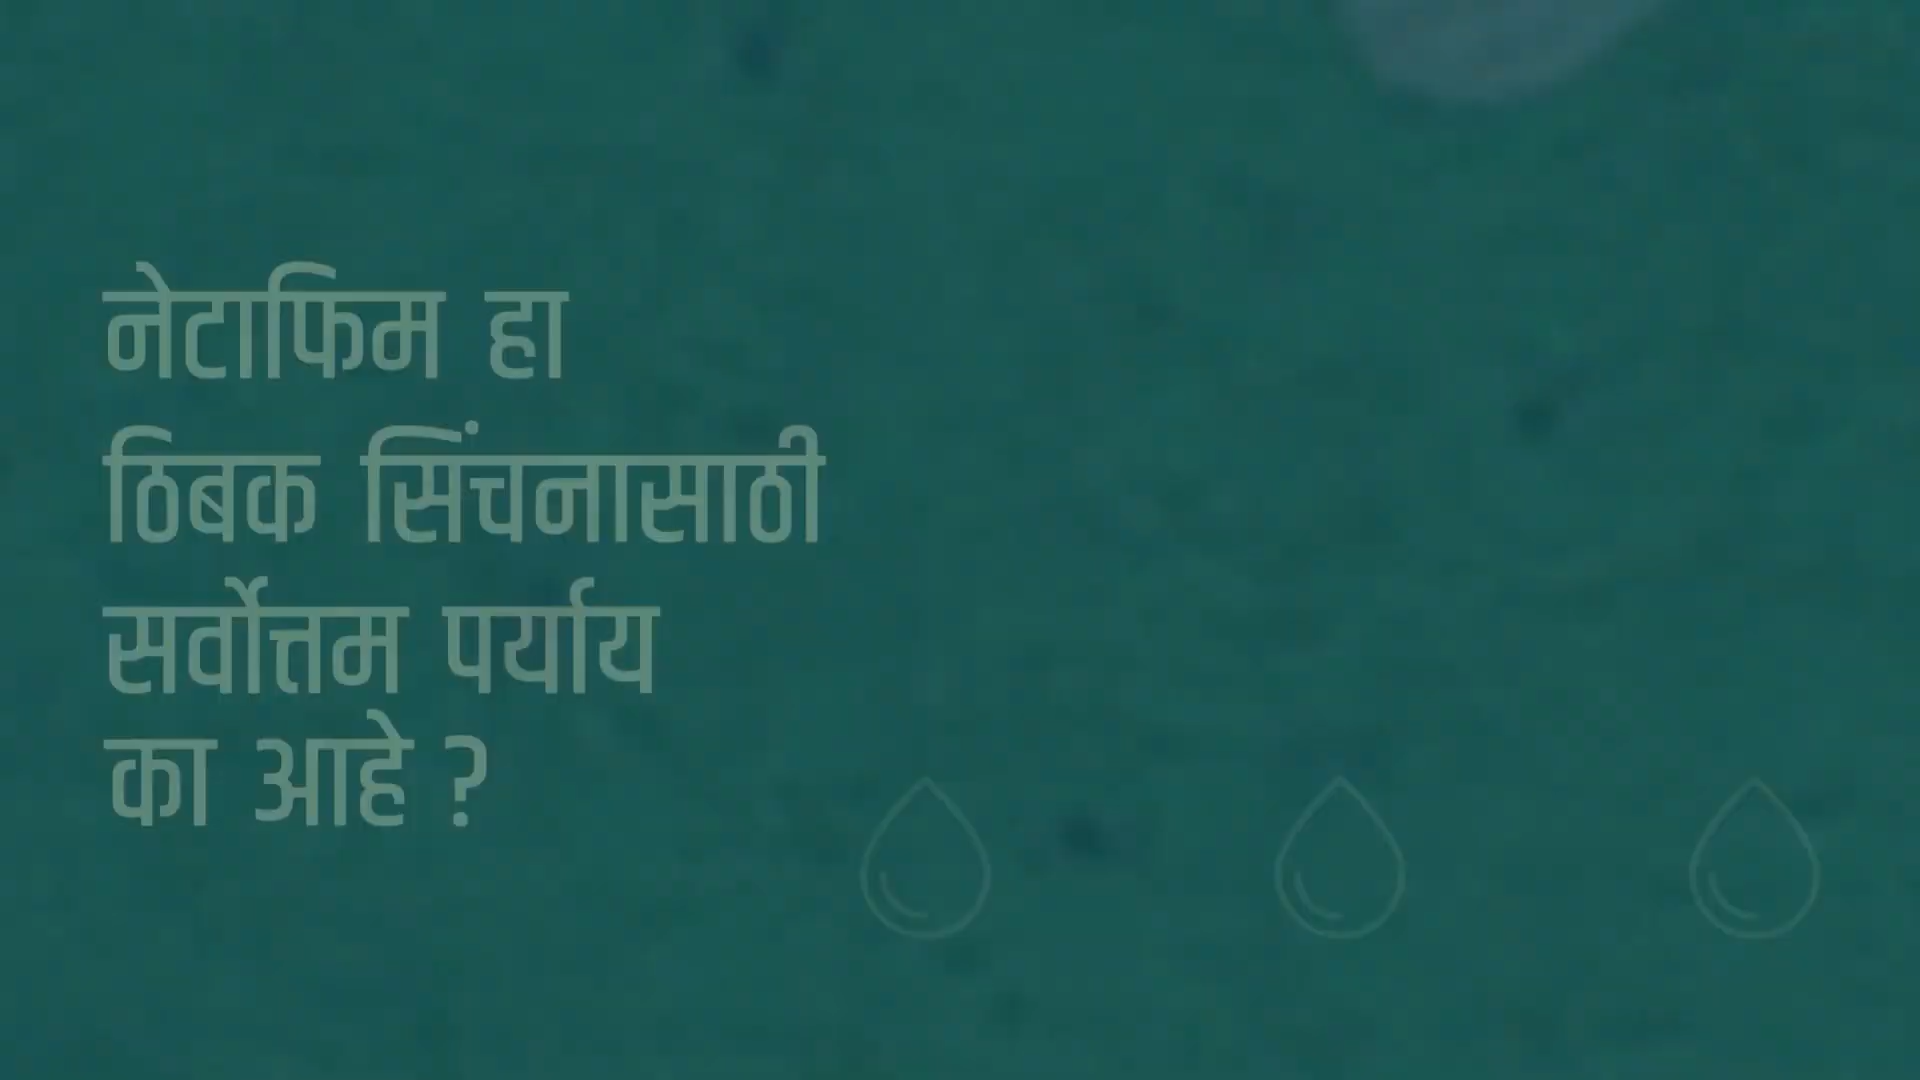 नेटाफिम हा
ठिबक सिंचनासाठी
सर्वोत्तम पर्याय
का आहे ?